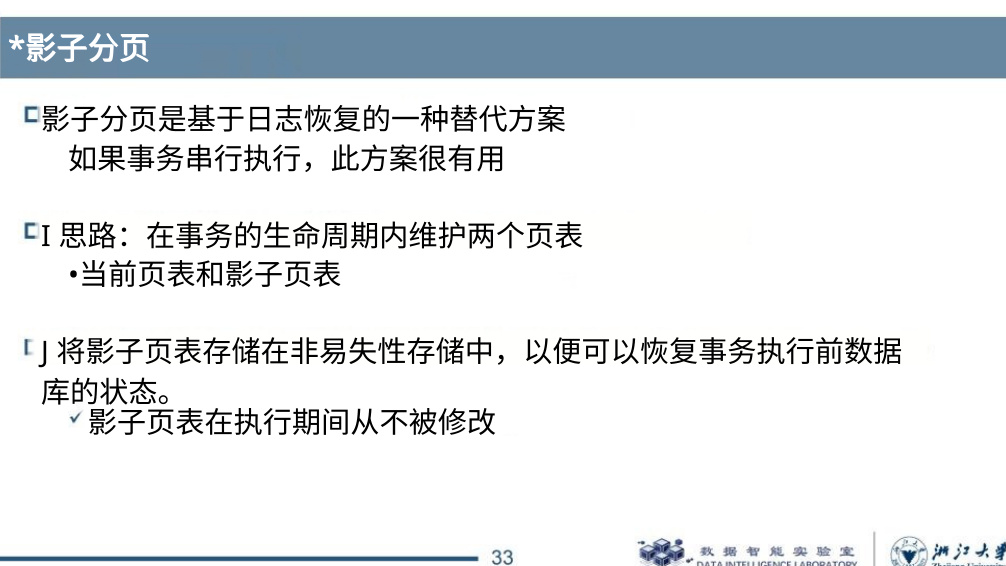 *影子分页
影子分页是基于日志恢复的一种替代方案
如果事务串行执行，此方案很有用
I 思路：在事务的生命周期内维护两个页表
•当前页表和影子页表
J 将影子页表存储在非易失性存储中，以便可以恢复事务执行前数据
库的状态。
✓影子页表在执行期间从不被修改
33
数据智能实验室
DATA INTELLIGENCE LABORATORY
浙江大学
Zhejiang University